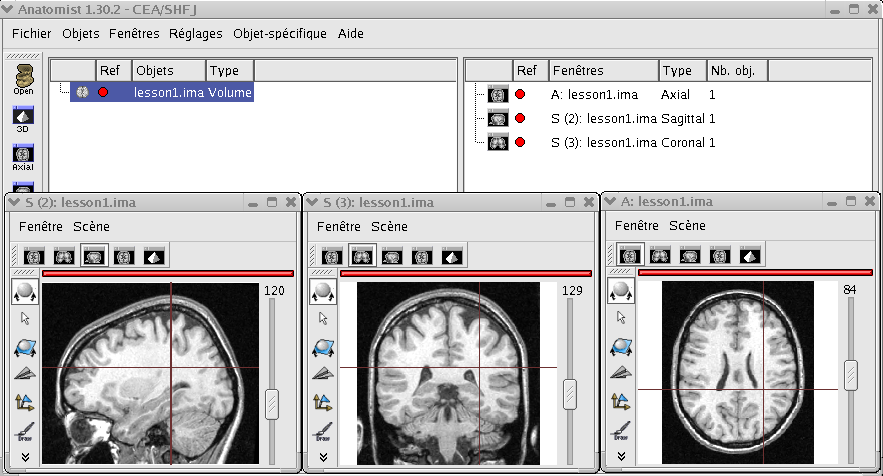 Anatomist 1.30.2 - CEA/SHFJ
Fichier Objets Fenêtres Réglages Objet-spécifique Aide
Ref Objets Type
lesson1.ima Volume
Open
3D
Axial
Ref Fenêtres Type Nb. obj.
A: lesson1.ima Axial 1
S (2): lesson1.ima Sagittal 1
S (3): lesson1.ima Coronal 1
S (2): lesson1.ima
Fenêtre Scène
120
Draw
S (3): lesson1.ima
Fenêtre Scène
129
Draw
A: lesson1.ima
Fenêtre Scène
84
Draw